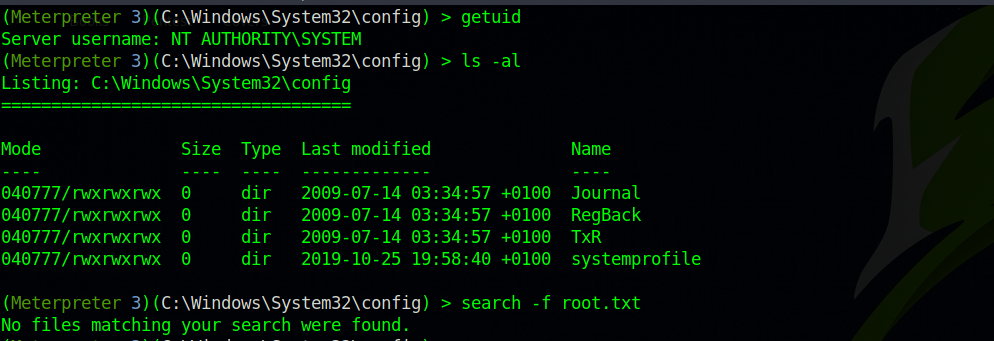 (Meterpreter 3)(C:\Windows\System32\config) > getuid
Server username: NT AUTHORITY\SYSTEM
(Meterpreter 3)(C:\Windows\System32\config) > ls -al
Listing: C:\Windows\System32\config
===================================
Mode Size Type Last modified Name
---- ---- ---- ------------- ----
040777/rwxrwxrwx 0 dir 2009-07-14 03:34:57 +0100 Journal
040777/rwxrwxrwx 0 dir 2009-07-14 03:34:57 +0100 RegBack
040777/rwxrwxrwx 0 dir 2009-07-14 03:34:57 +0100 TxR
040777/rwxrwxrwx 0 dir 2019-10-25 19:58:40 +0100 systemprofile
(Meterpreter 3)(C:\Windows\System32\config) > search -f root.txt
No files matching your search were found.